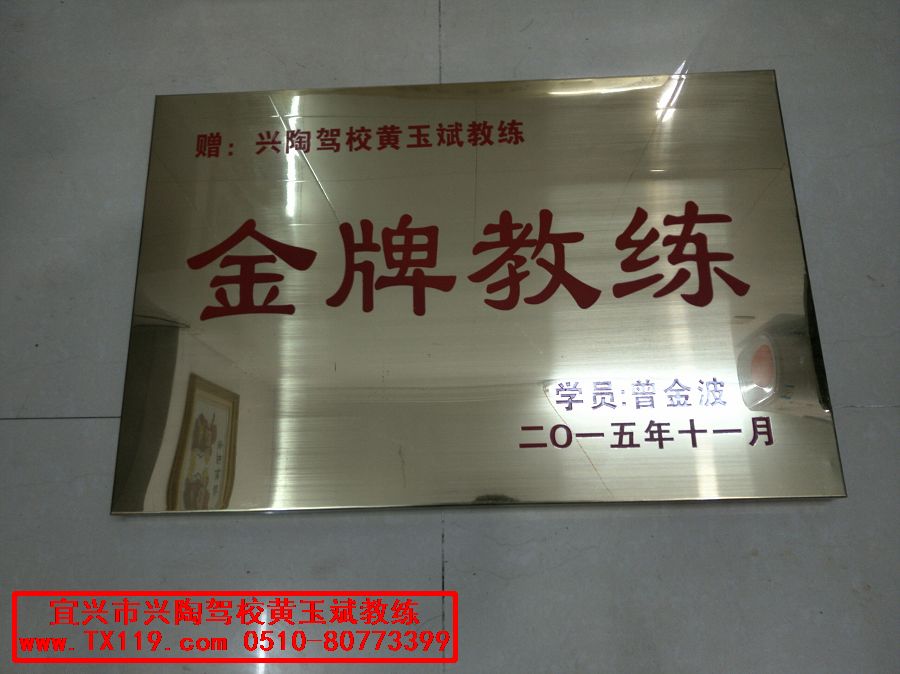 赠：兴陶驾校黄玉斌教练
金牌教练
学员:普金波
二O一五年十一月
宜兴市兴陶驾校黄玉斌教练
www.TX119.com 0510-80773399